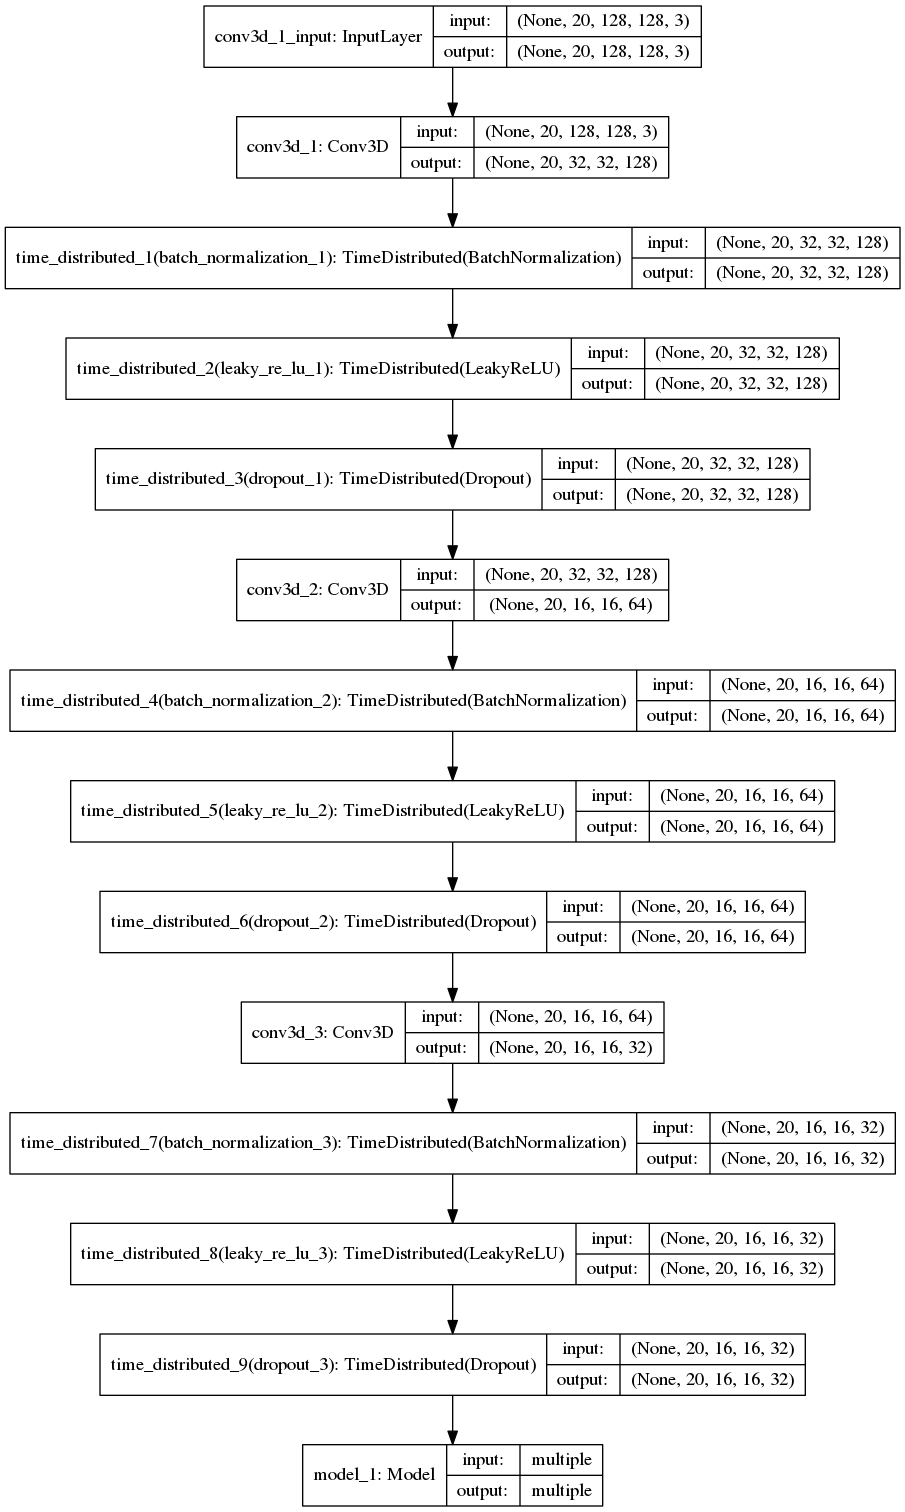 conv3d_1_input: InputLayer
input: (None, 20, 128, 128, 3)
output: (None, 20, 128, 128, 3)
conv3d_1: Conv3D
input: (None, 20, 128, 128, 3)
output: (None, 20, 32, 32, 128)
time_distributed_1(batch_normalization_1): TimeDistributed(BatchNormalization)
input: (None, 20, 32, 32, 128)
output: (None, 20, 32, 32, 128)
time_distributed_2(leaky_re_lu_1): TimeDistributed(LeakyReLU)
input: (None, 20, 32, 32, 128)
output: (None, 20, 32, 32, 128)
time_distributed_3(dropout_1): TimeDistributed(Dropout)
input: (None, 20, 32, 32, 128)
output: (None, 20, 32, 32, 128)
conv3d_2: Conv3D
input: (None, 20, 32, 32, 128)
output: (None, 20, 16, 16, 64)
time_distributed_4(batch_normalization_2): TimeDistributed(BatchNormalization)
input: (None, 20, 16, 16, 64)
output: (None, 20, 16, 16, 64)
time_distributed_5(leaky_re_lu_2): TimeDistributed(LeakyReLU)
input: (None, 20, 16, 16, 64)
output: (None, 20, 16, 16, 64)
time_distributed_6(dropout_2): TimeDistributed(Dropout)
input: (None, 20, 16, 16, 64)
output: (None, 20, 16, 16, 64)
conv3d_3: Conv3D
input: (None, 20, 16, 16, 64)
output: (None, 20, 16, 16, 32)
time_distributed_7(batch_normalization_3): TimeDistributed(BatchNormalization)
input: (None, 20, 16, 16, 32)
output: (None, 20, 16, 16, 32)
time_distributed_8(leaky_re_lu_3): TimeDistributed(LeakyReLU)
input: (None, 20, 16, 16, 32)
output: (None, 20, 16, 16, 32)
time_distributed_9(dropout_3): TimeDistributed(Dropout)
input: (None, 20, 16, 16, 32)
output: (None, 20, 16, 16, 32)
model_1: Model
input: multiple
output: multiple